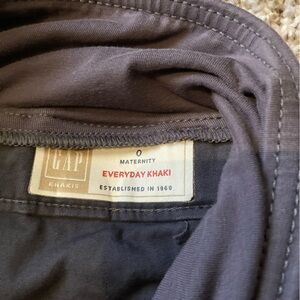 GAP
KHAKIS
0
MATERNITY
EVERYDAY KHAKI
ESTABLISHED IN 1969